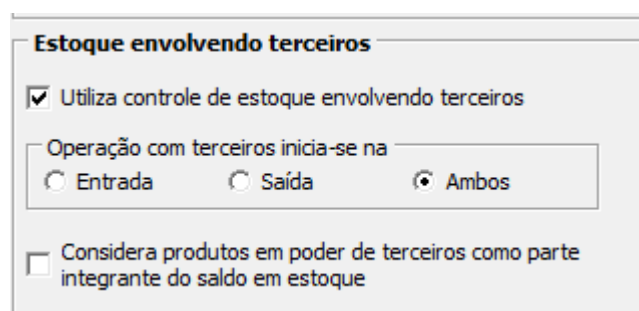 Estoque envolvendo terceiros
Utiliza controle de estoque envolvendo terceiros
Operação com terceiros inicia-se na
Entrada Saída Ambos
Considera produtos em poder de terceiros como parte
integrante do saldo em estoque